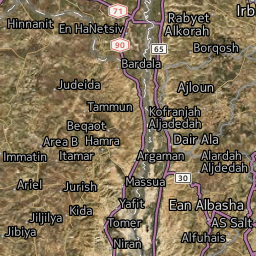 71
Rabyet
Alkorah
Irb
Hinnanit
En HaNetsiv
90
65
Borqosh
Bardala
Judeida
Ajloun
Tammun
Kofranjah
Aljadedah
Beqaot
Area B
Hamra
Dair Ala
Immatin
Itamar
Argaman
Alardah
Aljdedah
30
Ariel
Jurish
Massua
Ean Albasha
Jiljilya
Kida
Yafit
AS Salt
Jibiya
Tomer
Niran
Alfuhais